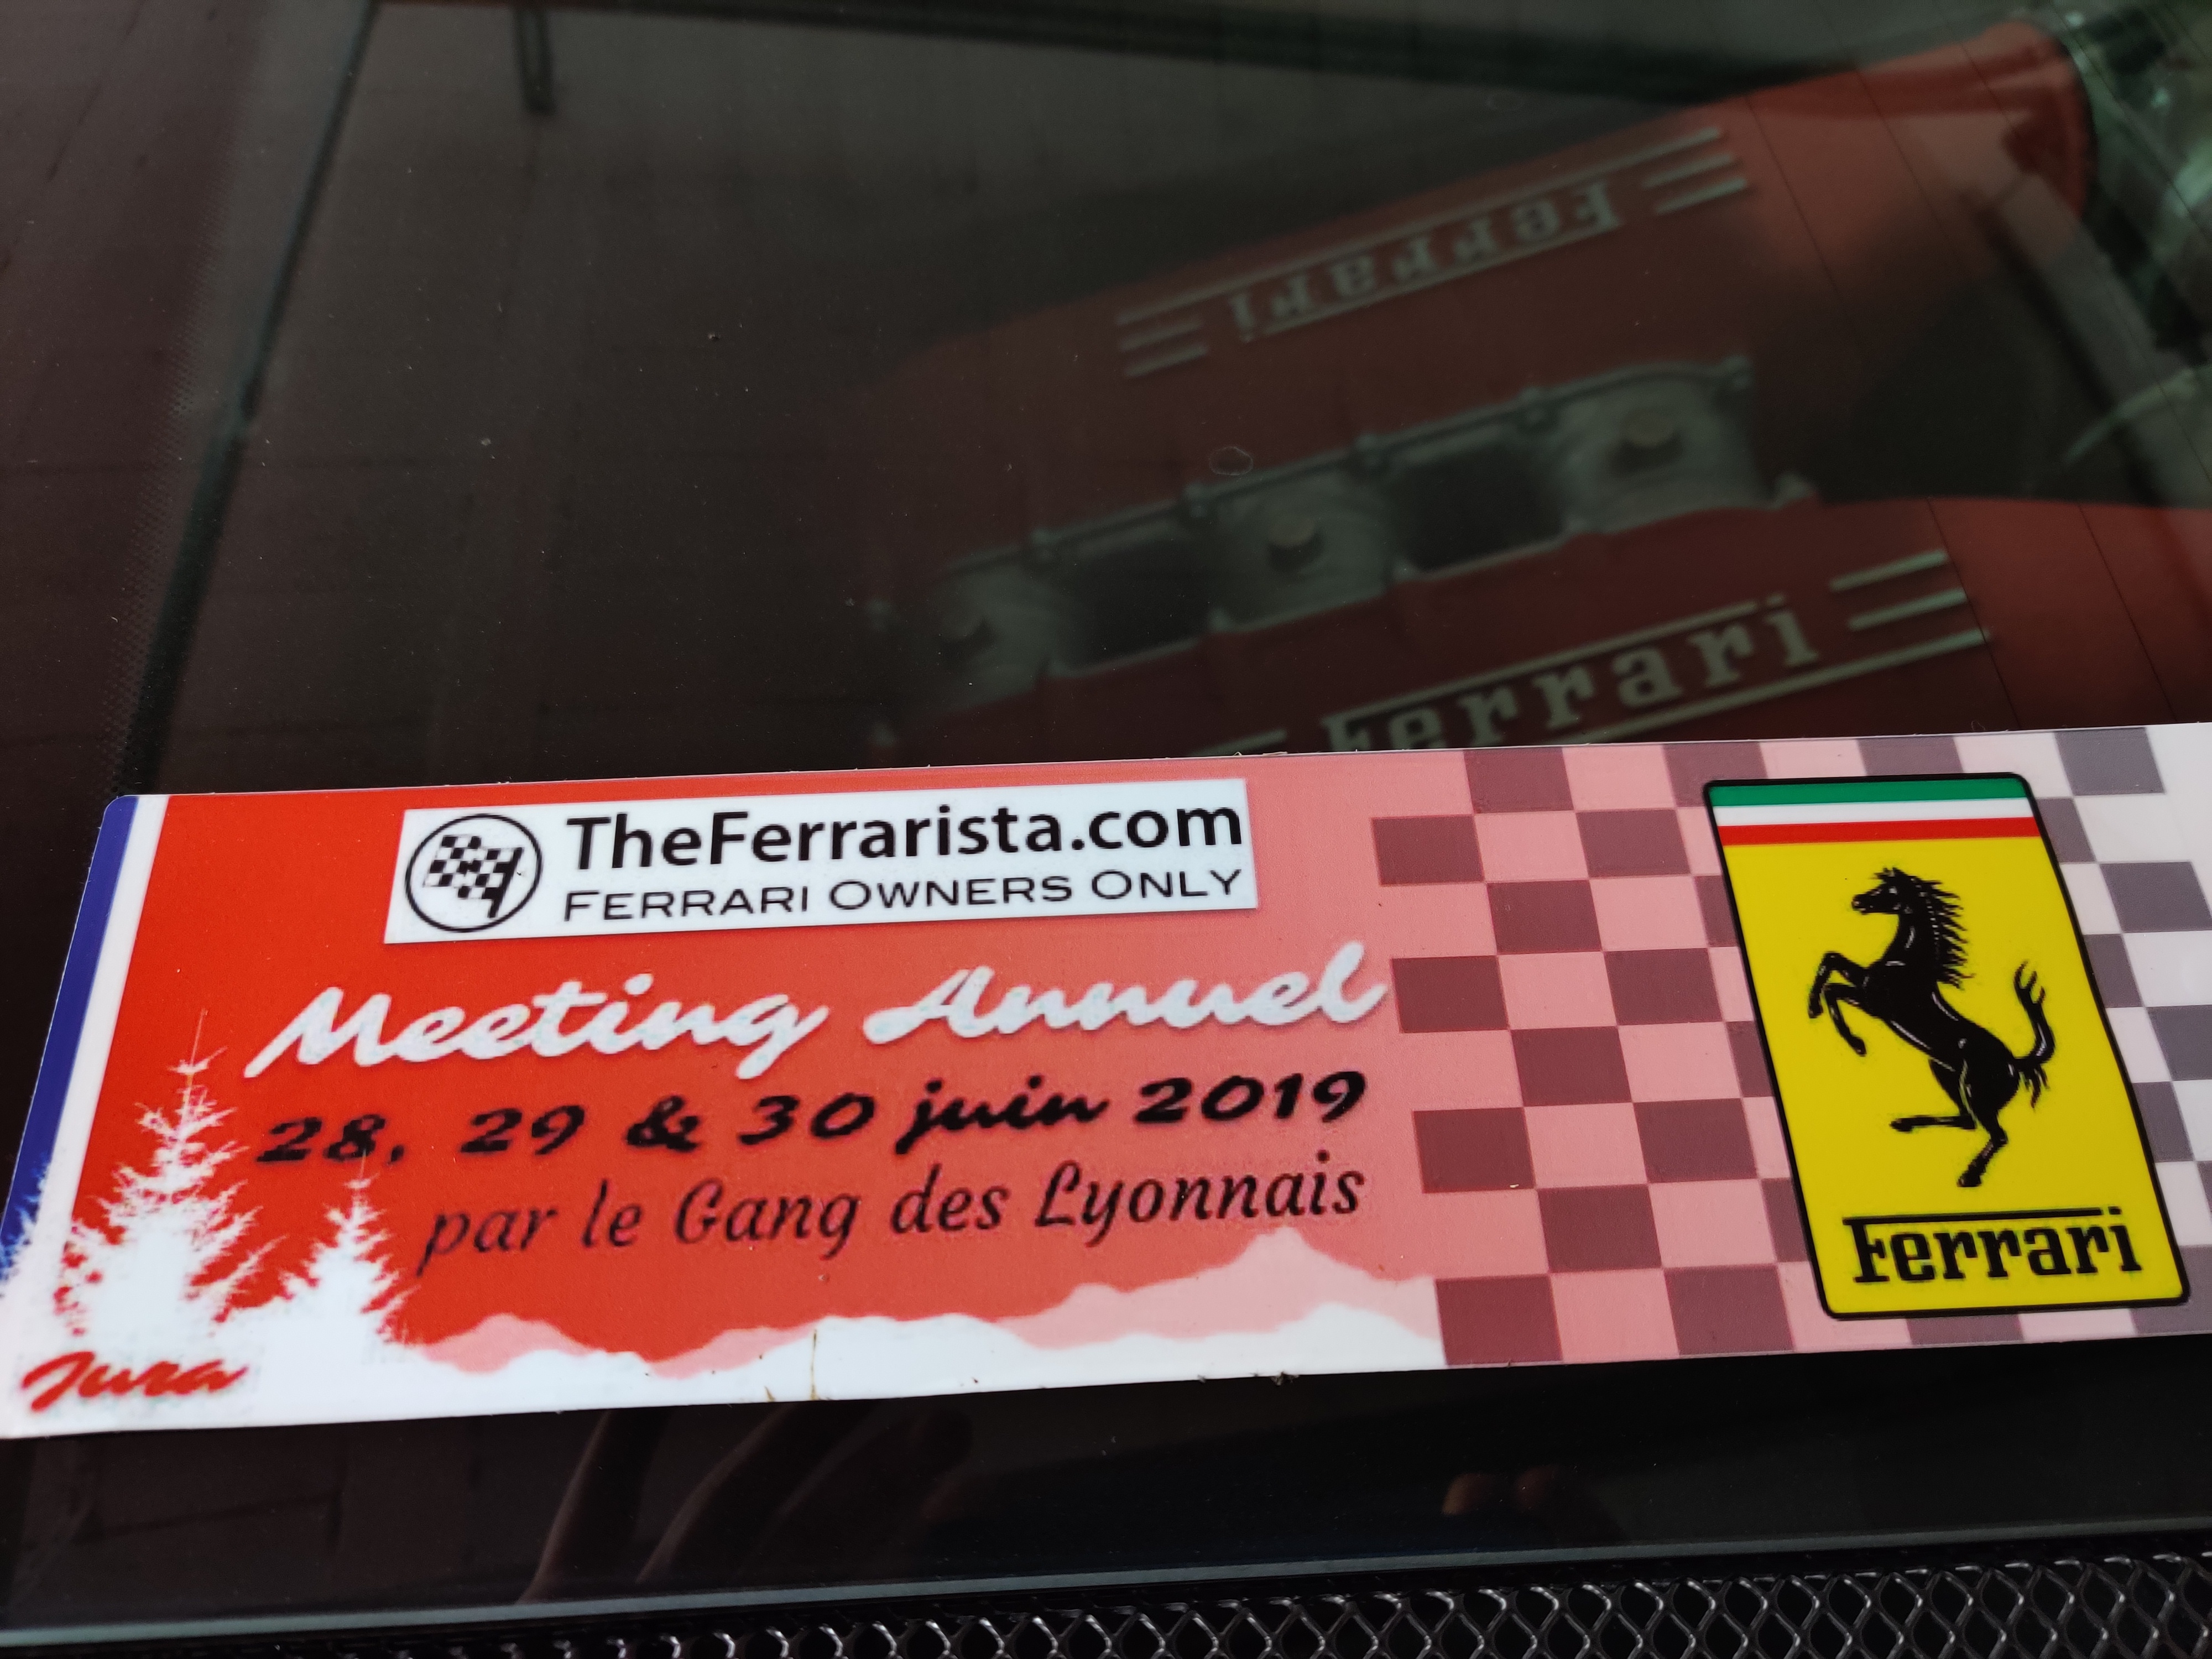 Ferrari
Ferrari
TheFerrarista.com
FERRARI OWNERS ONLY
Meeting Annuel
28, 29 & 30 juin 2019
par le Gang des Lyonnais
Jura
Ferrari